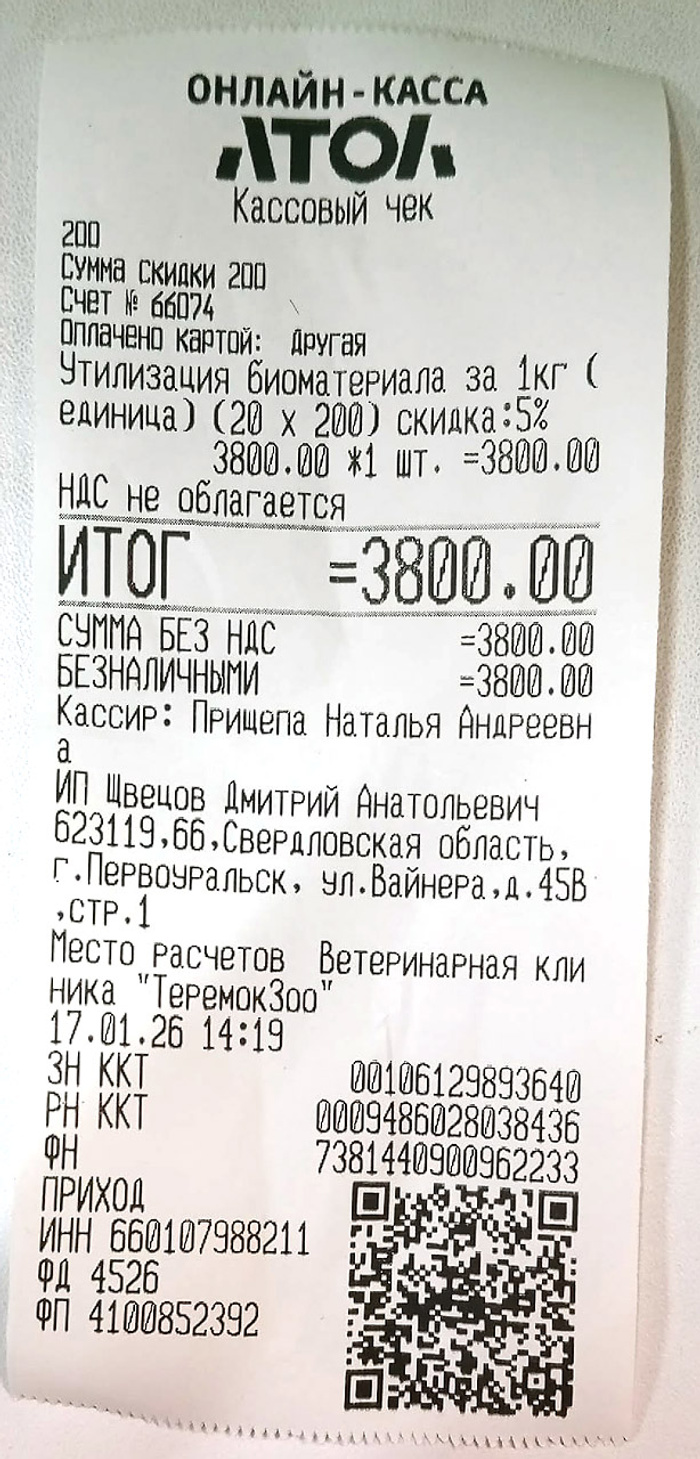 ОНЛАЙН-КАССА
АТОЛ
Кассовый чек
200
Сумма скидки 200
Счет № 66074
Оплачено картой: Другая
Утилизация биоматериала за 1кг (
единица) (20 x 200) скидка:5%
3800.00 *1 шт. =3800.00
НДС не облагается
ИТОГ =3800.00
СУММА БЕЗ НДС =3800.00
БЕЗНАЛИЧНЫМИ =3800.00
Кассир: Прищепа Наталья Андреевн
а
ИП Щвецов Дмитрий Анатольевич
623119,66,Свердловская область,
г.Первоуральск, ул.Вайнера,д.45В
,СТР.1
Место расчетов Ветеринарная кли
ника "ТеремокЗоо"
17.01.26 14:19
ЗН ККТ 00106129893640
РН ККТ 0009486028038436
ФН 7381440900962233
ПРИХОД
ИНН 660107988211
ФД 4526
ФП 4100852392